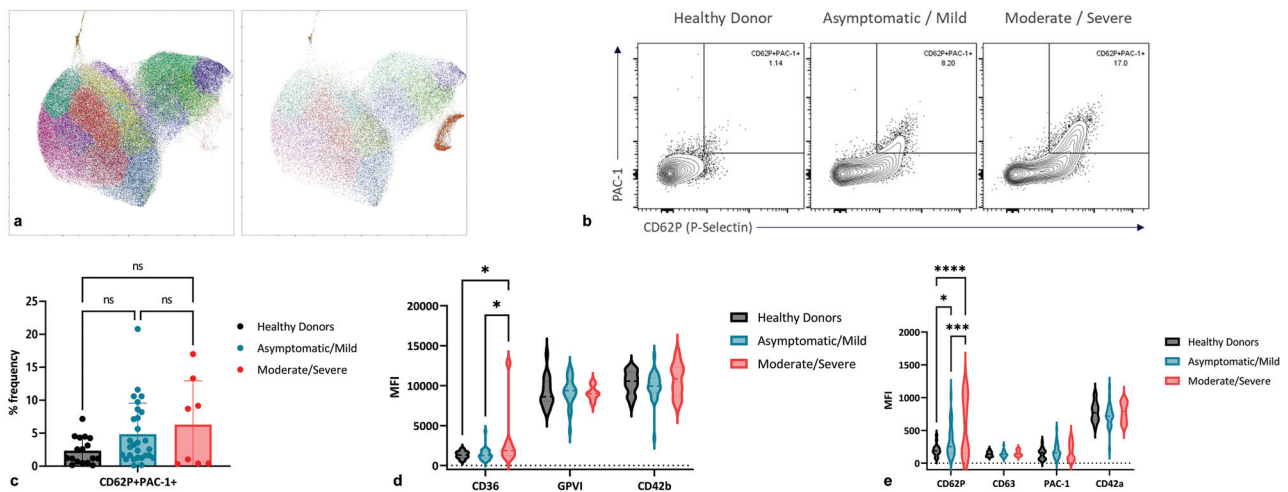 a
Healthy Donor
Asymptomatic / Mild
Moderate / Severe
CD62P+PAC-1+
1.14
CD62P+PAC-1+
8.20
CD62P+PAC-1+
17.0
PAC-1
CD62P (P-Selectin)
b
ns
ns
ns
25
20
15
10
5
0
% frequency
CD62P+PAC-1+
Healthy Donors
Asymptomatic/Mild
Moderate/Severe
c
*
*
20000
15000
10000
5000
0
MFI
CD36
GPVI
CD42b
Healthy Donors
Asymptomatic/Mild
Moderate/Severe
d
****
*
***
2000
1500
1000
500
0
MFI
CD62P
CD63
PAC-1
CD42a
Healthy Donors
Asymptomatic/Mild
Moderate/Severe
e